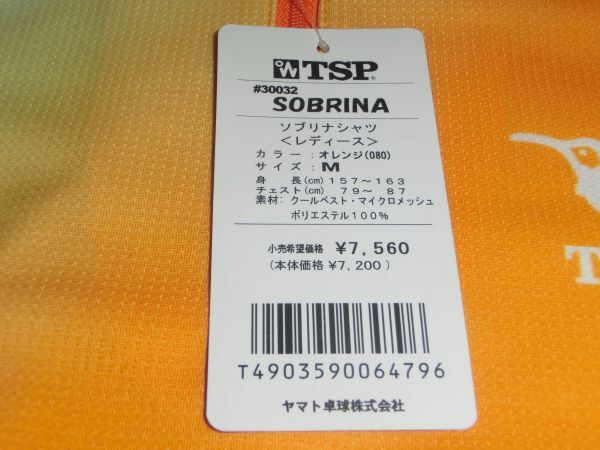 TSP
#30032
SOBRINA
ソブリナシャツ
<レディース>
カラー:オレンジ(080)
サイズ:M
身長(cm)157～163
チェスト(cm) 79～ 87
素材:クールベスト・マイクロメッシュ
ポリエステル100%
小売希望価格 ¥7,560
(本体価格¥7,200)
T4903590064796
ヤマト卓球株式会社
T